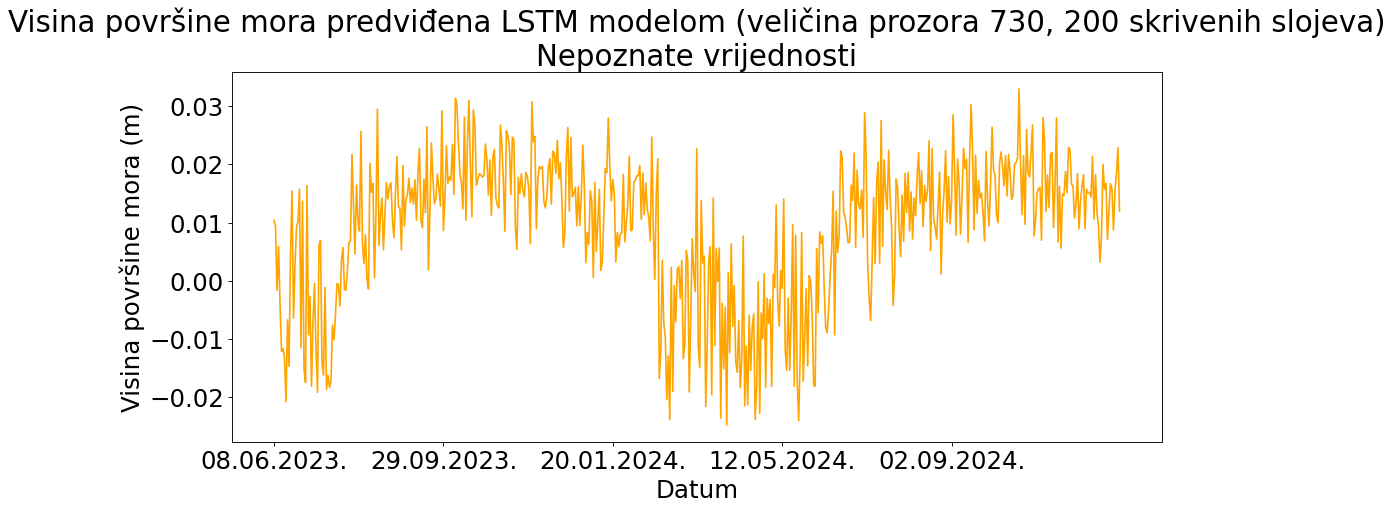 Visina površine mora predviđena LSTM modelom (veličina prozora 730, 200 skrivenih slojeva)
Nepoznate vrijednosti
Visina površine mora (m)
0.03
0.02
0.01
0.00
−0.01
−0.02
08.06.2023. 29.09.2023. 20.01.2024. 12.05.2024. 02.09.2024.
Datum